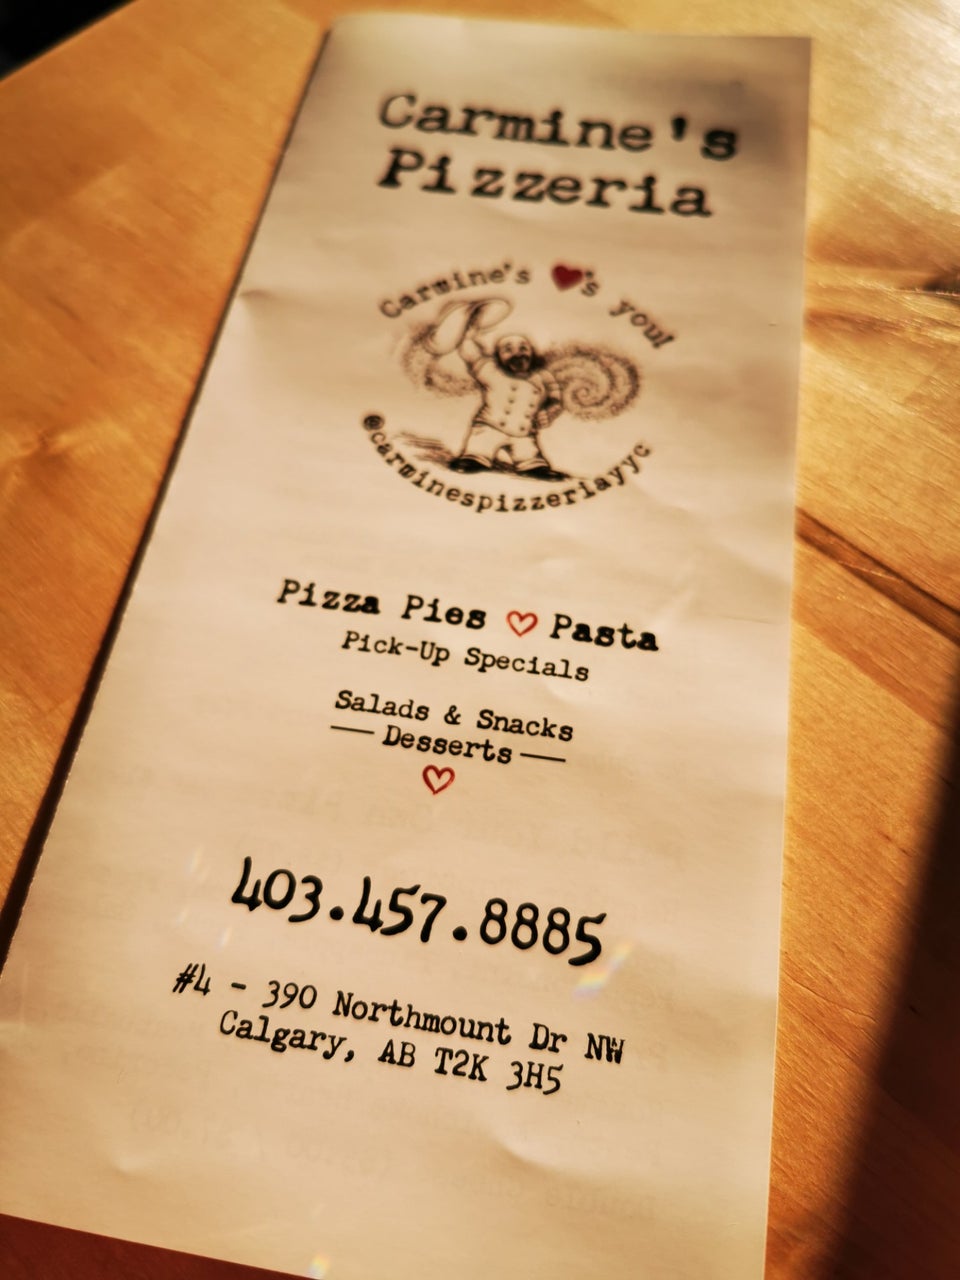 Carmine's
Pizzeria
Carmine's ♥'s you!
@carminespizzeriayyc
Pizza Pies ♡ Pasta
Pick-Up Specials
Salads & Snacks
Desserts
403.457.8885
#4 - 390 Northmount Dr NW
Calgary, AB T2K 3H5